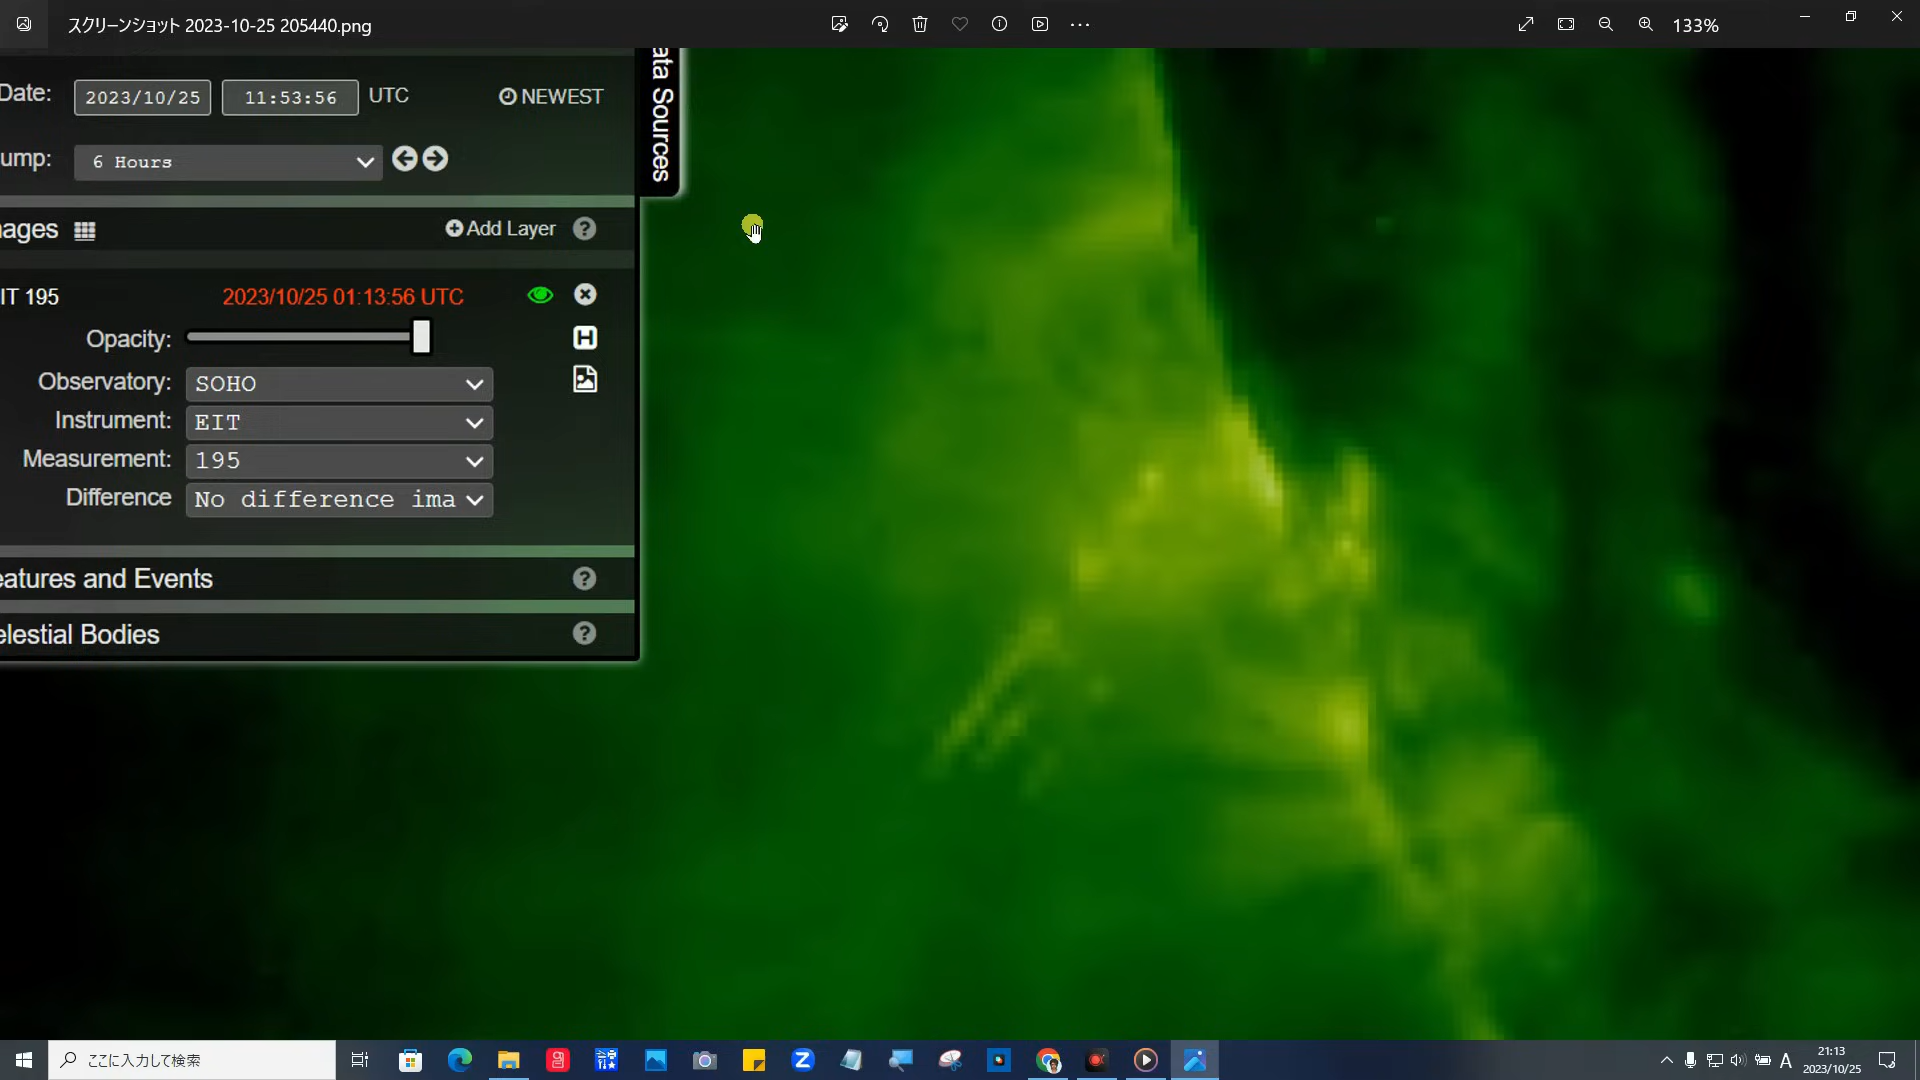 スクリーンショット 2023-10-25 205440.png
133%
Date:
2023/10/25
11:53:56
UTC
NEWEST
ump:
6 Hours
ata Sources
ages
Add Layer
?
IT 195
2023/10/25 01:13:56 UTC
Opacity:
H
Observatory:
SOHO
Instrument:
EIT
Measurement:
195
Difference
No difference ima
eatures and Events
?
elestial Bodies
?
ここに入力して検索
A
21:13
2023/10/25